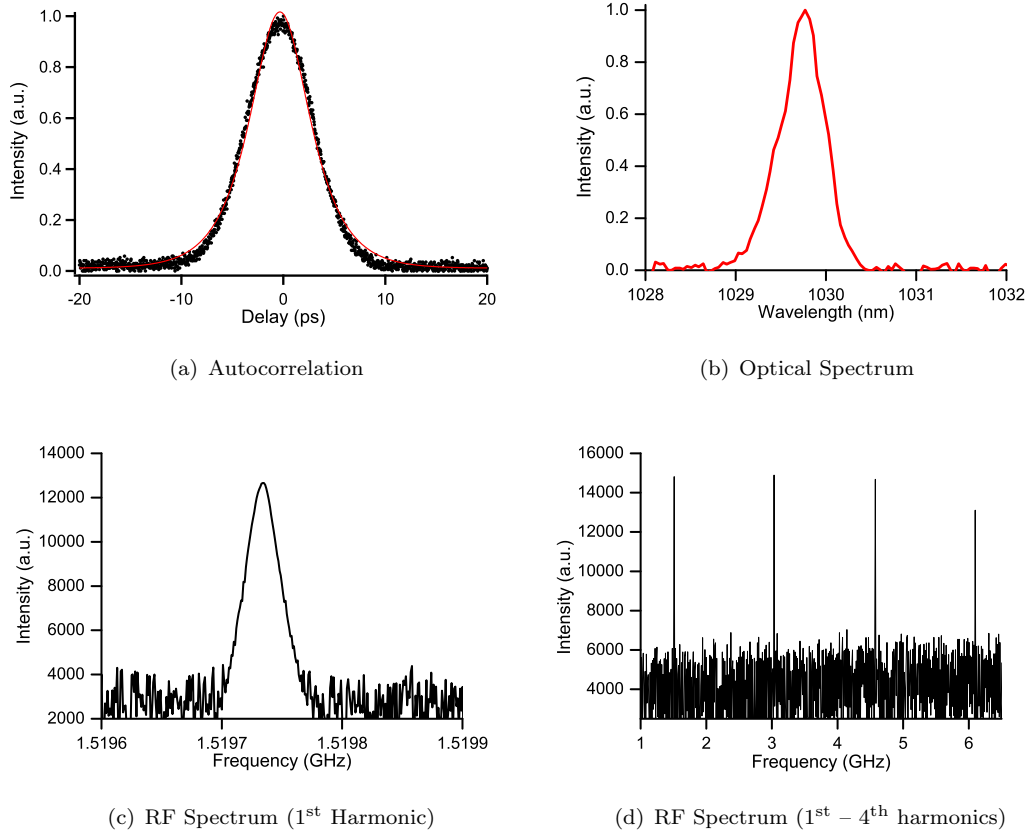 1.0
0.8
0.6
0.4
0.2
0.0
Intensity (a.u.)
-20 -10 0 10 20
Delay (ps)
(a) Autocorrelation
1.0
0.8
0.6
0.4
0.2
0.0
Intensity (a.u.)
1028 1029 1030 1031 1032
Wavelength (nm)
(b) Optical Spectrum
14000
12000
10000
8000
6000
4000
2000
Intensity (a.u.)
1.5196 1.5197 1.5198 1.5199
Frequency (GHz)
(c) RF Spectrum (1st Harmonic)
16000
14000
12000
10000
8000
6000
4000
Intensity (a.u.)
1 2 3 4 5 6
Frequency (GHz)
(d) RF Spectrum (1st – 4th harmonics)